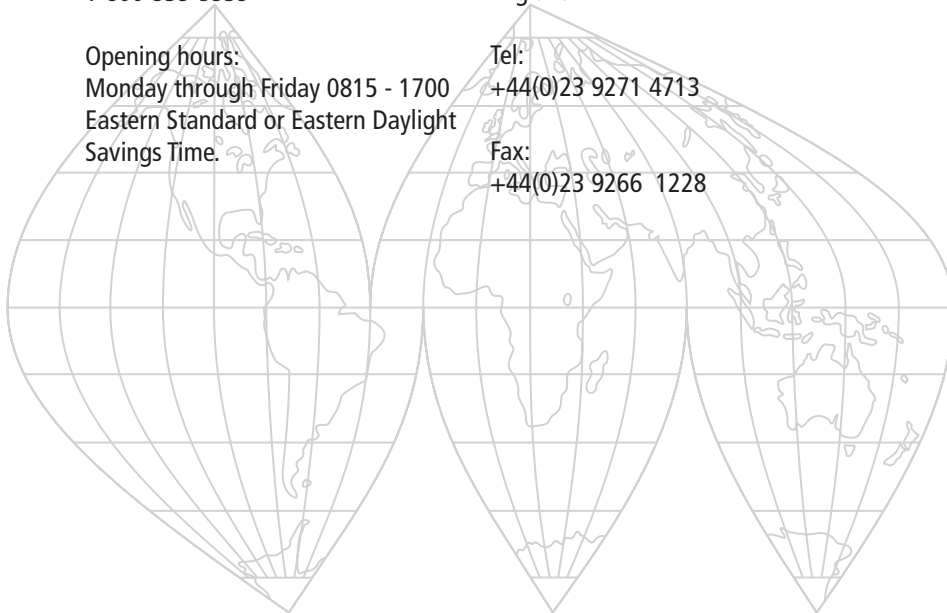 Opening hours:
Monday through Friday 0815 - 1700
Eastern Standard or Eastern Daylight
Savings Time.
Tel:
+44(0)23 9271 4713
Fax:
+44(0)23 9266 1228